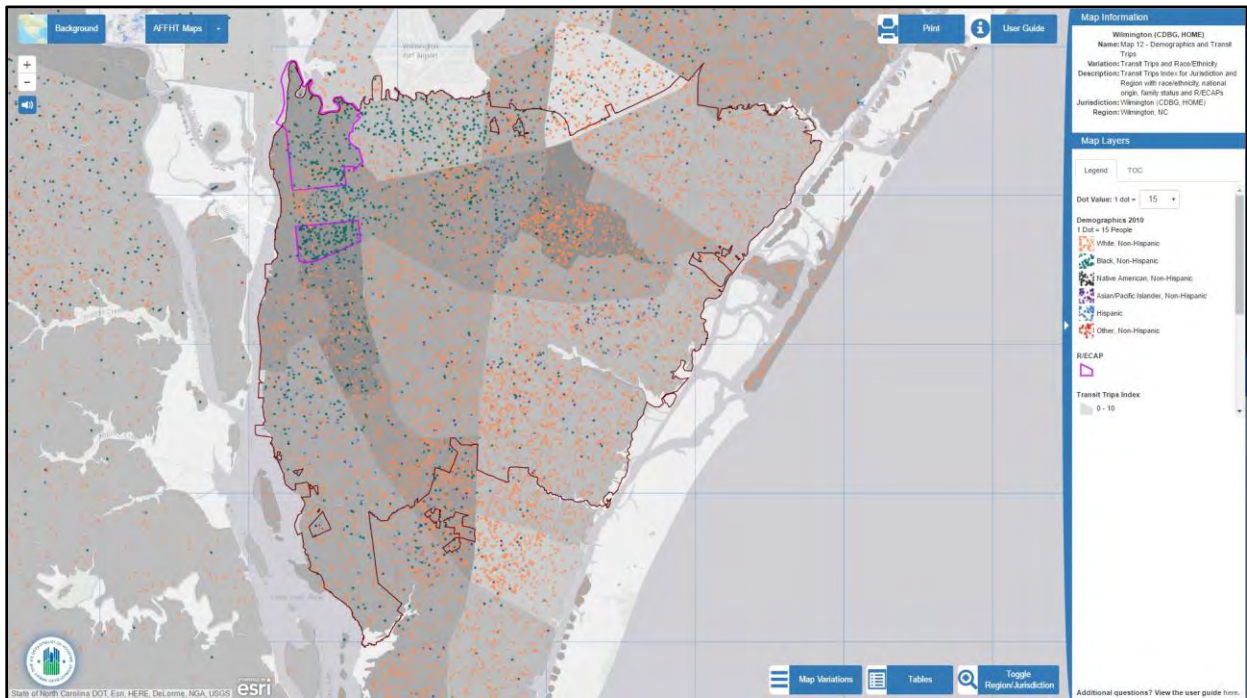 Background
AFFHT Maps
Print
User Guide
+
−
Wilmington
Intl Airport
Map Information
Wilmington (CDBG, HOME)
Name: Map 12 - Demographics and Transit
Trips
Variation: Transit Trips and Race/Ethnicity
Description: Transit Trips Index for Jurisdiction and
Region with race/ethnicity, national
origin, family status and R/ECAPs
Jurisdiction: Wilmington (CDBG, HOME)
Region: Wilmington, NC
Map Layers
Legend TOC
Dot Value: 1 dot = 15
Demographics 2010
1 Dot = 15 People
White, Non-Hispanic
Black, Non-Hispanic
Native American, Non-Hispanic
Asian/Pacific Islander, Non-Hispanic
Hispanic
Other, Non-Hispanic
R/ECAP
Transit Trips Index
0 - 10
Map Variations
Tables
Toggle
Region/Jurisdiction
State of North Carolina DOT, Esri, HERE, DeLorme, NGA, USGS
esri
Additional questions? View the user guide here.